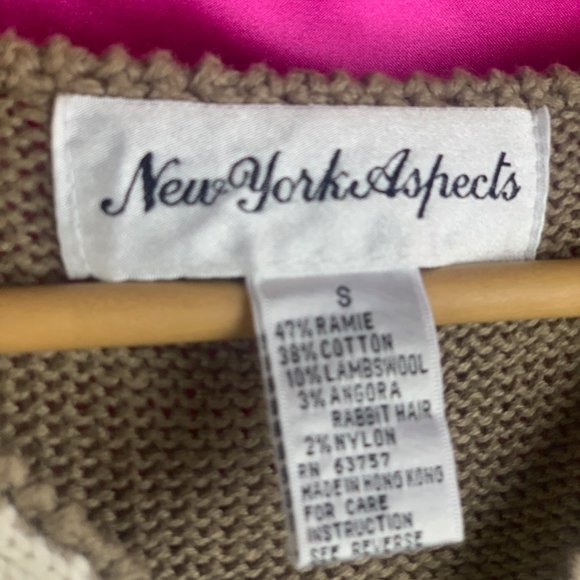 New York Aspects
S
47% RAMIE
38% COTTON
10% LAMBSWOOL
3% ANGORA
RABBIT HAIR
2% NYLON
RN 63757
MADE IN HONG KONG
FOR CARE
INSTRUCTION
SEE REVERSE